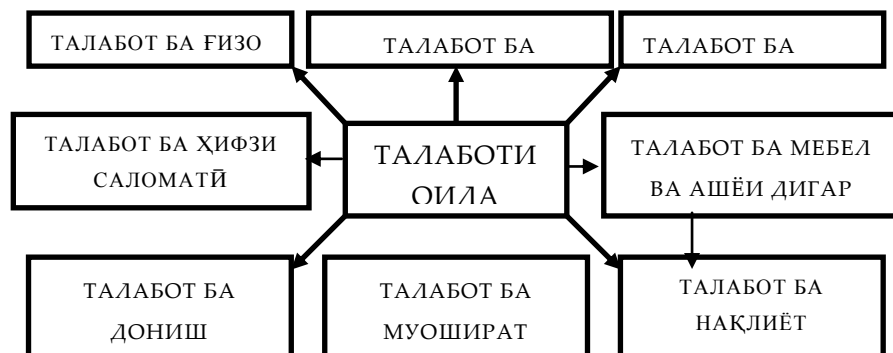 ТАЛАБОТ БА ҒИЗО
ТАЛАБОТ БА
ТАЛАБОТ БА
ТАЛАБОТ БА ҲИФЗИ
САЛОМАТӢ
ТАЛАБОТИ
ОИЛА
ТАЛАБОТ БА МЕБЕЛ
ВА АШЁИ ДИГАР
ТАЛАБОТ БА
ДОНИШ
ТАЛАБОТ БА
МУОШИРАТ
ТАЛАБОТ БА
НАҚЛИЁТ